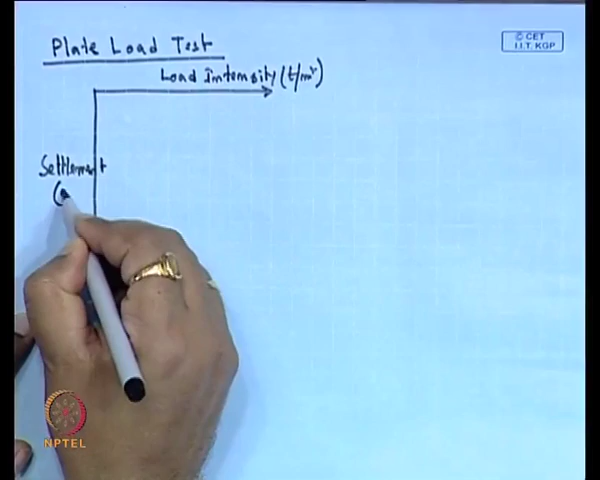 Plate Load Test
© CET
I.I.T. KGP
Load Intensity (t/m²)
Settlement
(
NPTEL